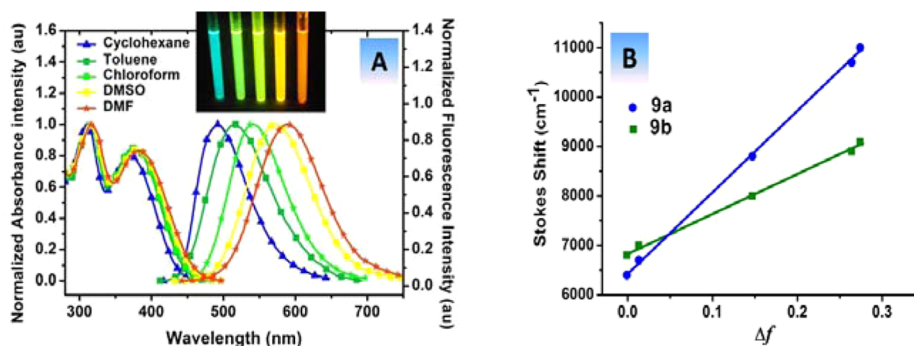 Normalized Absorbance intensity (au)
1.6
1.4
1.2
1.0
0.8
0.6
0.4
0.2
0.0
Cyclohexane
Toluene
Chloroform
DMSO
DMF
A
1.4
1.2
1.0
0.8
0.6
0.4
0.2
0.0
Normalized Fluorescence Intensity (au)
300 400 500 600 700
Wavelength (nm)
Stokes Shift (cm⁻¹)
11000
10000
9000
8000
7000
6000
B
9a
9b
0.0 0.1 0.2 0.3
Δf